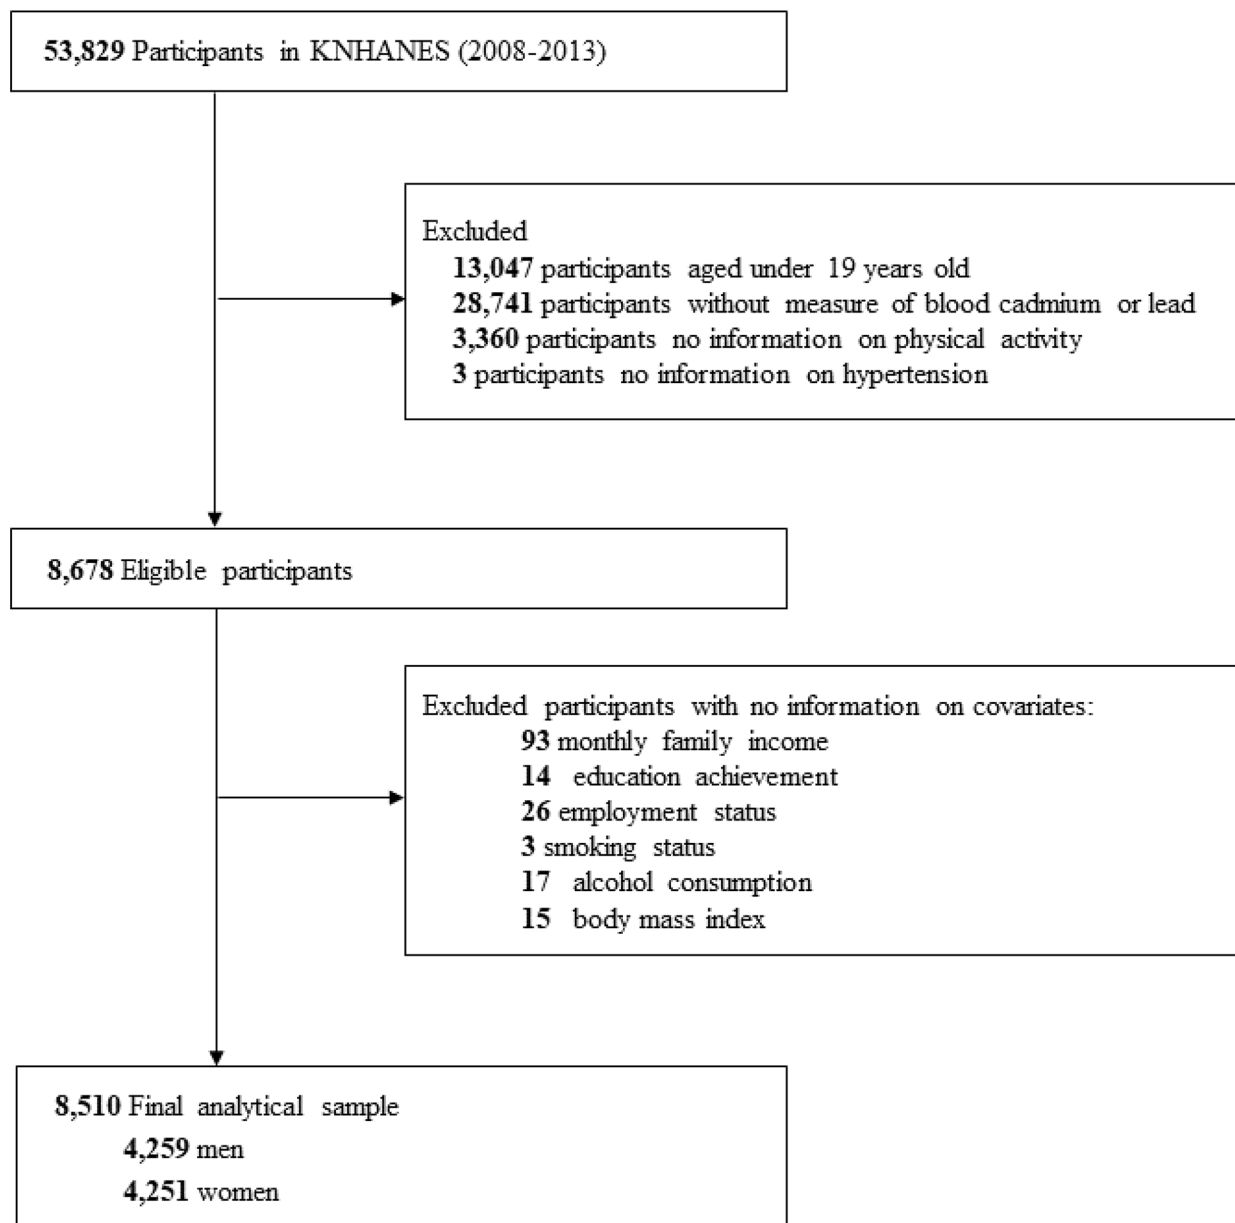 53,829 Participants in KNHANES (2008-2013)
Excluded
13,047 participants aged under 19 years old
28,741 participants without measure of blood cadmium or lead
3,360 participants no information on physical activity
3 participants no information on hypertension
8,678 Eligible participants
Excluded participants with no information on covariates:
93 monthly family income
14 education achievement
26 employment status
3 smoking status
17 alcohol consumption
15 body mass index
8,510 Final analytical sample
4,259 men
4,251 women